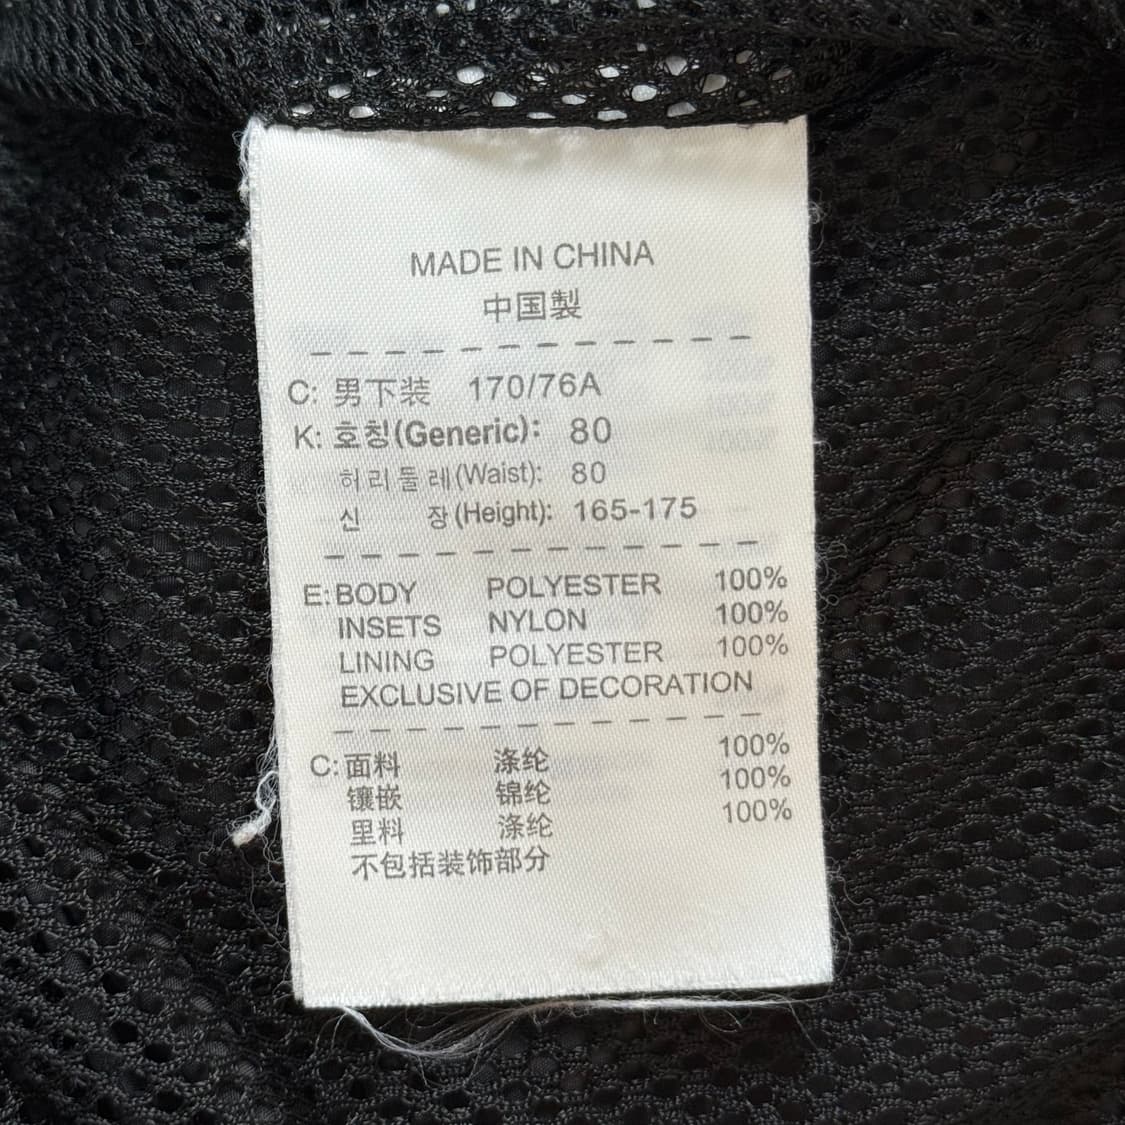 MADE IN CHINA
中国製
C: 男下装 170/76A
K: 호칭(Generic): 80
허리둘레(Waist): 80
신 장(Height): 165-175
E: BODY POLYESTER 100%
INSETS NYLON 100%
LINING POLYESTER 100%
EXCLUSIVE OF DECORATION
C: 面料 涤纶 100%
镶嵌 锦纶 100%
里料 涤纶 100%
不包括装饰部分